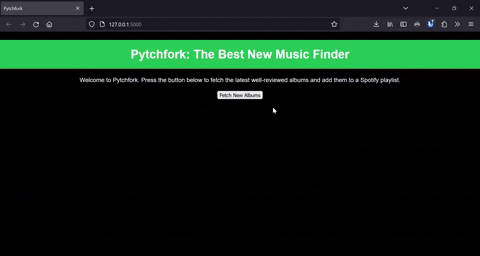 Pytchfork
127.0.0.1:5000
Pytchfork: The Best New Music Finder
Welcome to Pytchfork. Press the button below to fetch the latest well-reviewed albums and add them to a Spotify playlist.
Fetch New Albums